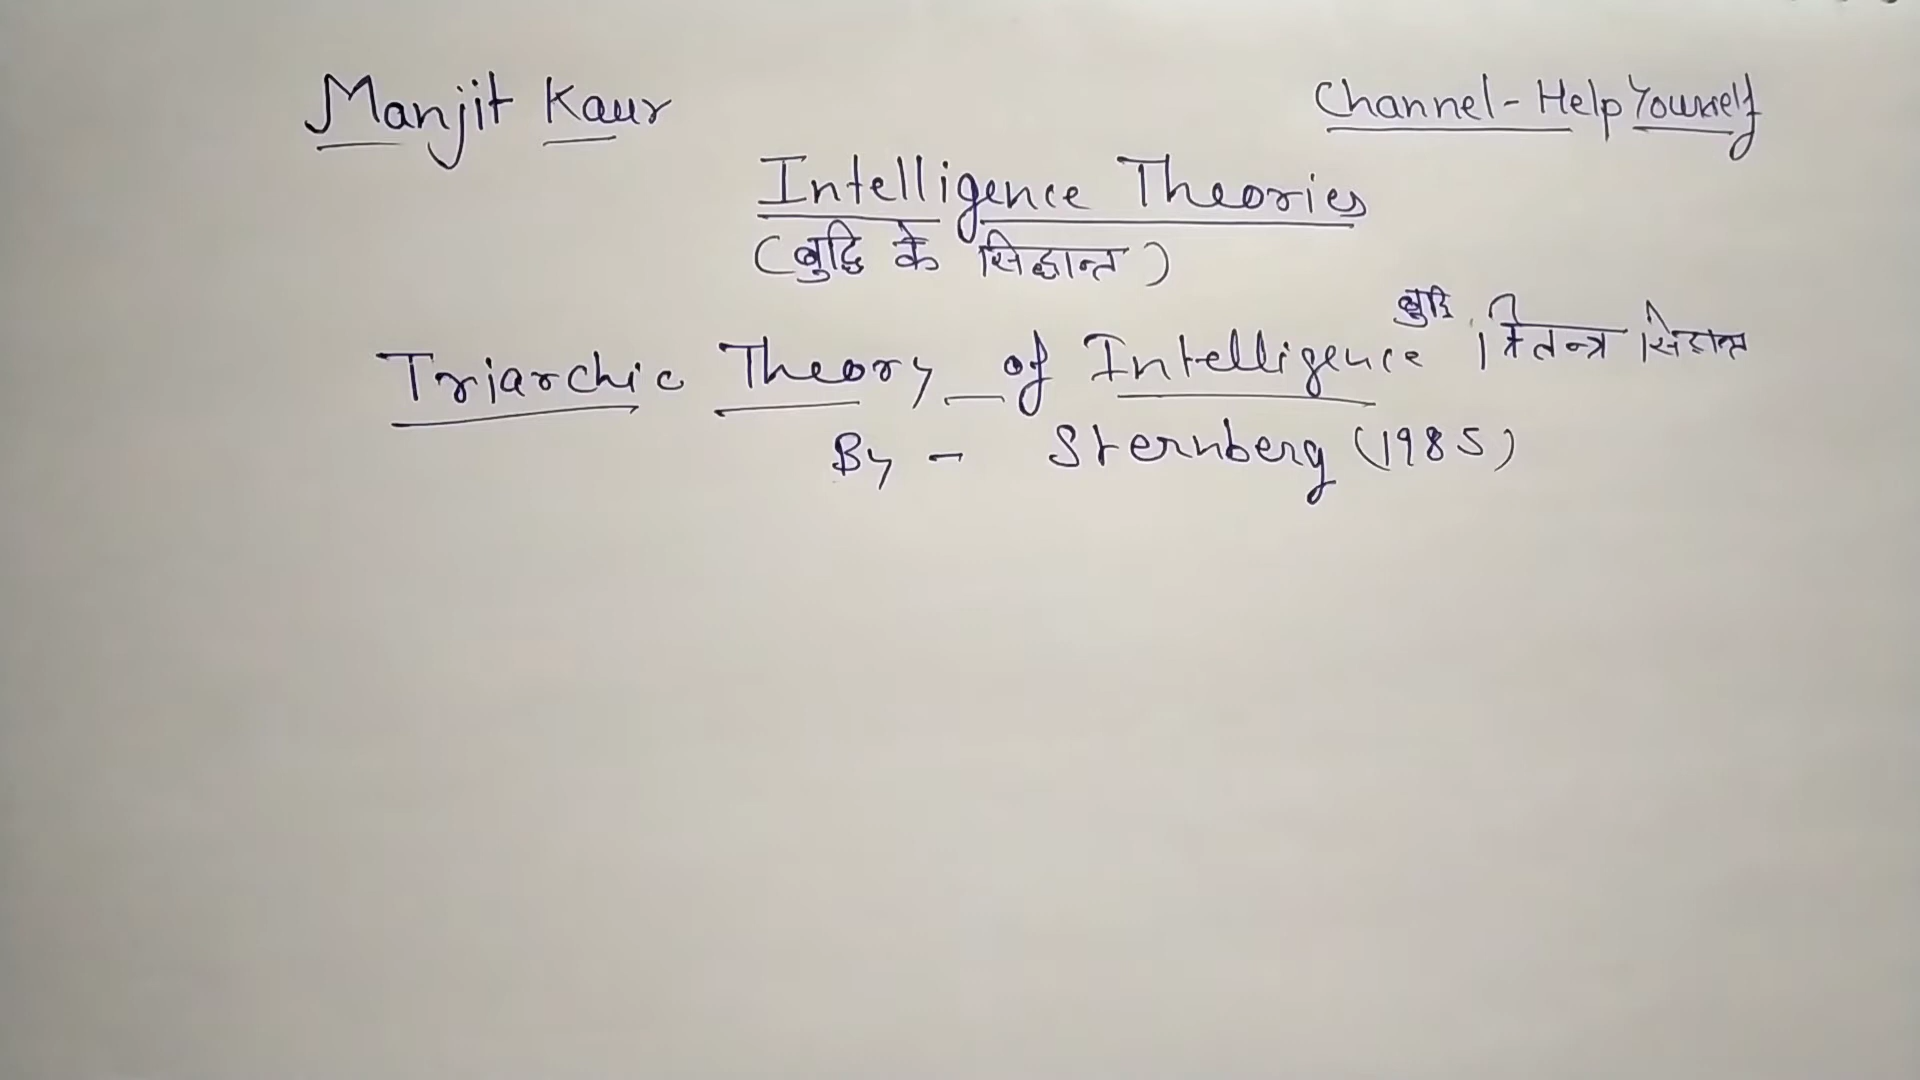 Manjit Kaur
Channel - Help Yourself
Intelligence Theories
(बुद्धि के सिद्धान्त)
Triarchic Theory of Intelligence बुद्धि त्रितन्त्र सिद्धान्त
By - Sternberg (1985)